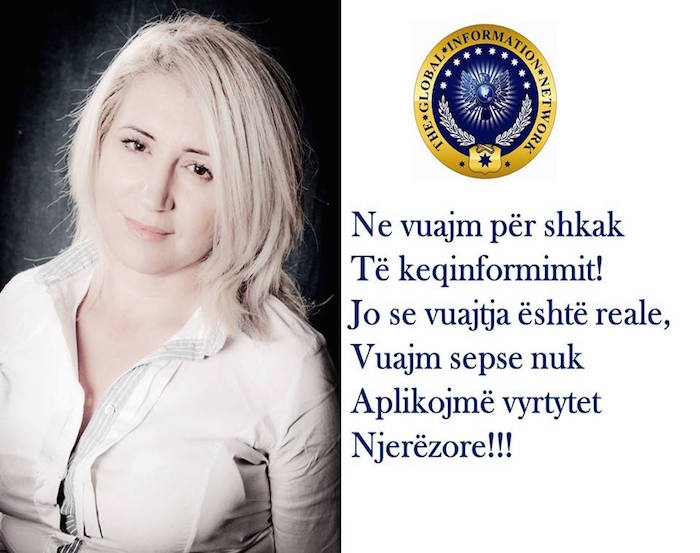 THE GLOBAL INFORMATION NETWORK
Ne vuajm për shkak
Të keqinformimit!
Jo se vuajtja është reale,
Vuajm sepse nuk
Aplikojmë vyrtytet
Njerëzore!!!